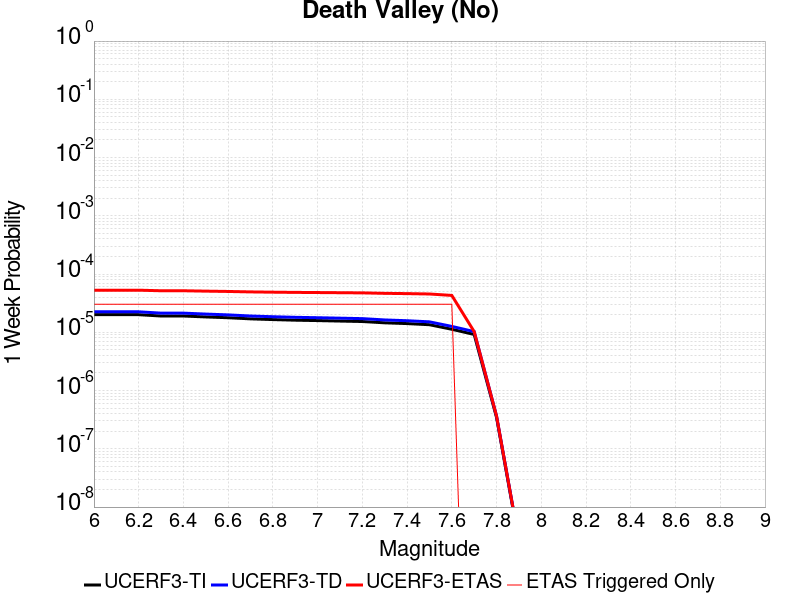 Death Valley (No)
1 Week Probability
10^0
10^-1
10^-2
10^-3
10^-4
10^-5
10^-6
10^-7
10^-8
6 6.2 6.4 6.6 6.8 7 7.2 7.4 7.6 7.8 8 8.2 8.4 8.6 8.8 9
Magnitude
UCERF3-TI UCERF3-TD UCERF3-ETAS ETAS Triggered Only